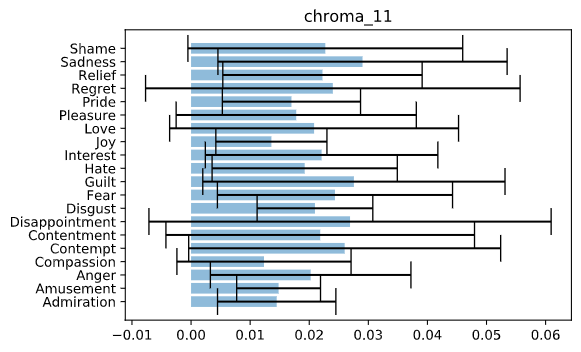 chroma_11
Shame
Sadness
Relief
Regret
Pride
Pleasure
Love
Joy
Interest
Hate
Guilt
Fear
Disgust
Disappointment
Contentment
Contempt
Compassion
Anger
Amusement
Admiration
−0.01 0.00 0.01 0.02 0.03 0.04 0.05 0.06